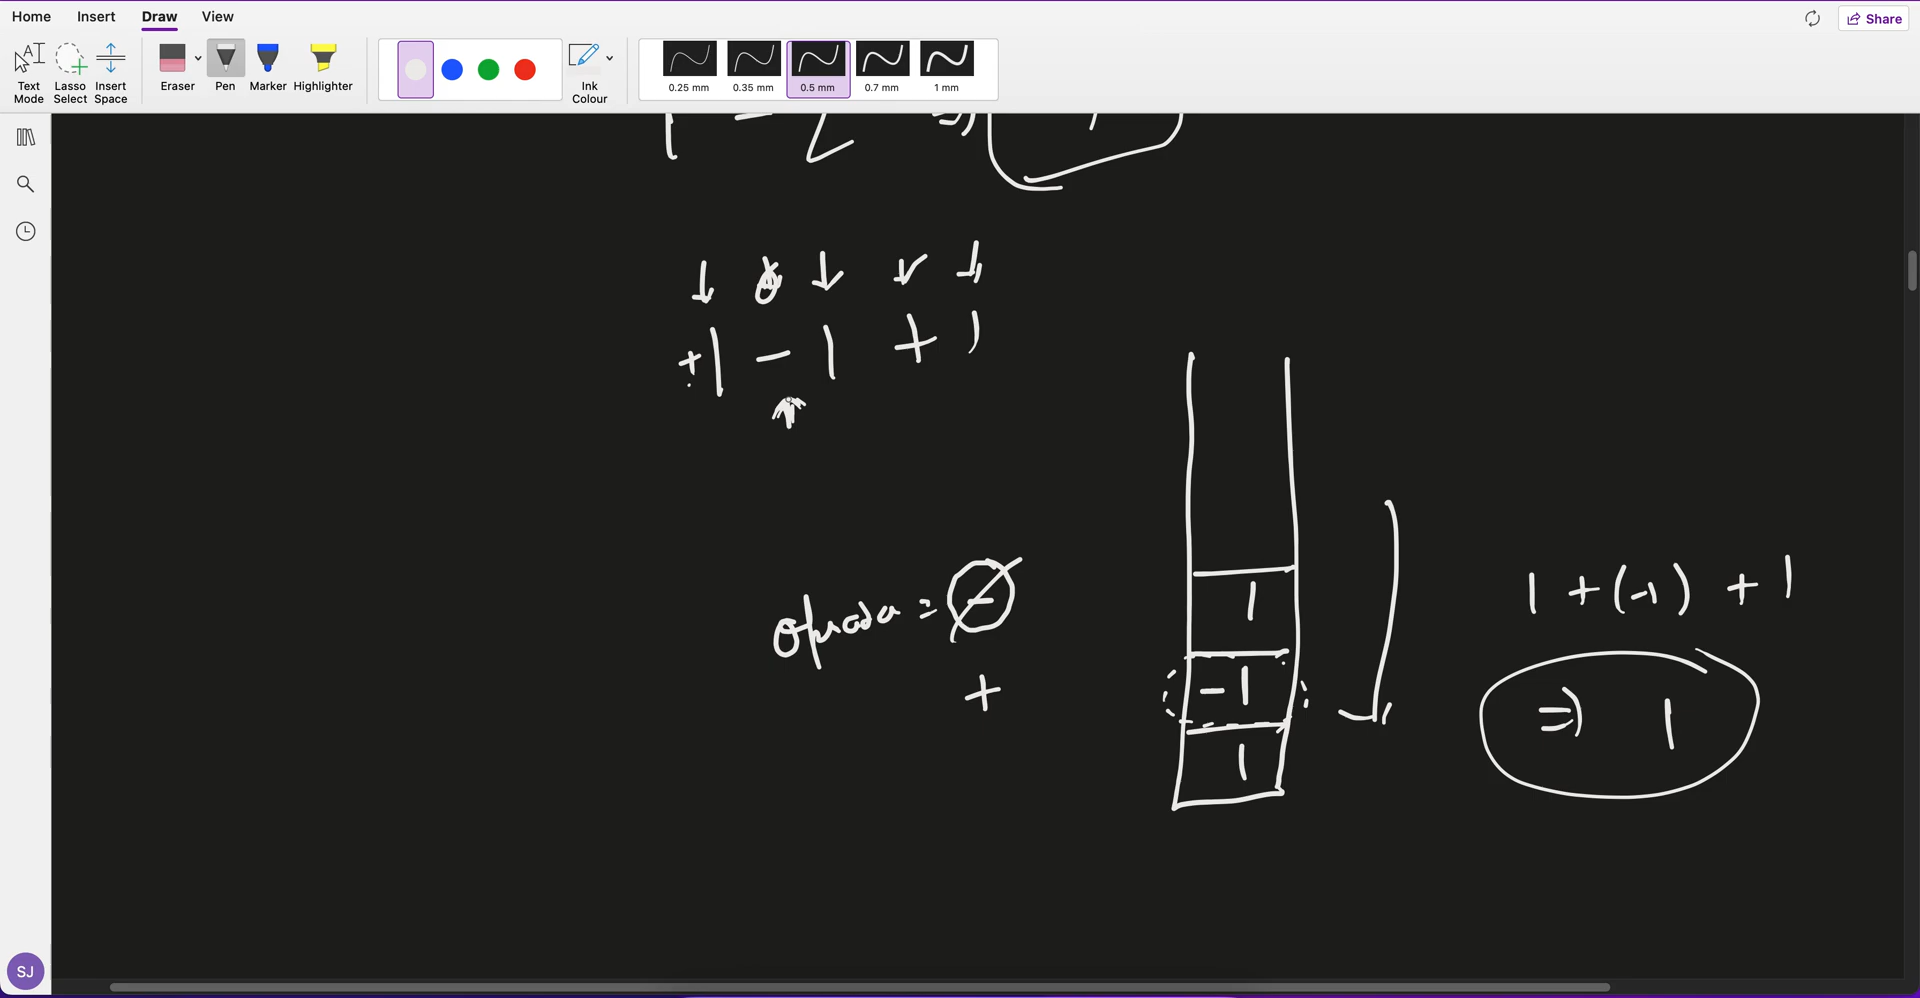 Home Insert Draw View
Share
Text Mode
Lasso Select
Insert Space
Eraser
Pen
Marker
Highlighter
Ink Colour
0.25 mm
0.35 mm
0.5 mm
0.7 mm
1 mm
+1 - 1 + 1
1
-1
1
=
-
+
1 + (-1) + 1
=> 1
SJ